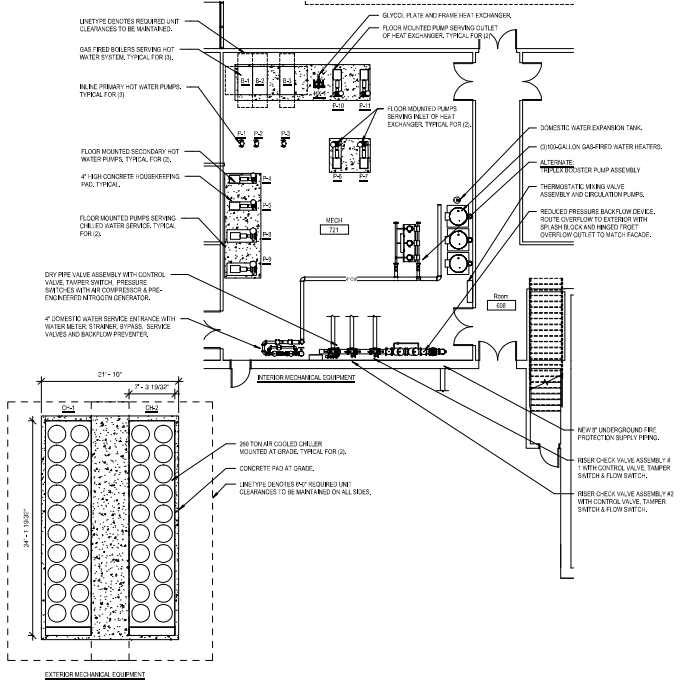 GLYCOL PLATE AND FRAME HEAT EXCHANGER.
LINETYPE DENOTES REQUIRED UNIT
CLEARANCES TO BE MAINTAINED.
FLOOR MOUNTED PUMP SERVING OUTLET
OF HEAT EXCHANGER. TYPICAL FOR (2)
GAS FIRED BOILERS SERVING HOT
WATER SYSTEM, TYPICAL FOR (3),
B-1
B-2
B-3
INLINE PRIMARY HOT WATER PUMPS.
TYPICAL FOR (3)
P-10
P-11
FLOOR MOUNTED PUMPS
SERVING INLET OF HEAT
EXCHANGER, TYPICAL FOR (2).
P-1
P-2
P-3
DOMESTIC WATER EXPANSION TANK.
(3)100-GALLON GAS-FIRED WATER HEATERS.
FLOOR MOUNTED SECONDARY HOT
WATER PUMPS, TYPICAL FOR (2).
ALTERNATE:
TRIPLEX BOOSTER PUMP ASSEMBLY
4" HIGH CONCRETE HOUSEKEEPING
PAD. TYPICAL.
P-4
P-5
P-6
P-7
THERMOSTATIC MIXING VALVE
ASSEMBLY AND CIRCULATION PUMPS.
FLOOR MOUNTED PUMPS SERVING
CHILLED WATER SERVICE. TYPICAL
FOR (2).
P-8
P-9
MECH
721
REDUCED PRESSURE BACKFLOW DEVICE.
ROUTE OVERFLOW TO EXTERIOR WITH
SPLASH BLOCK AND HINGED FROET
OVERFLOW OUTLET TO MATCH FACADE.
DRY PIPE VALVE ASSEMBLY WITH CONTROL
VALVE, TAMPER SWITCH, PRESSURE
SWITCHES WITH AIR COMPRESSOR & PRE-
ENGINEERED NITROGEN GENERATOR.
Room
608
4" DOMESTIC WATER SERVICE ENTRANCE WITH
WATER METER, STRAINER, BYPASS, SERVICE
VALVES AND BACKFLOW PREVENTER.
INTERIOR MECHANICAL EQUIPMENT
21' - 10"
7' - 3 19/32"
CH-1
CH-2
34' - 1 19/32"
260 TON AIR COOLED CHILLER
MOUNTED AT GRADE. TYPICAL FOR (2).
CONCRETE PAD AT GRADE.
LINETYPE DENOTES 6'-0" REQUIRED UNIT
CLEARANCES TO BE MAINTAINED ON ALL SIDES.
NEW 8" UNDERGROUND FIRE
PROTECTION SUPPLY PIPING.
RISER CHECK VALVE ASSEMBLY #
1 WITH CONTROL VALVE, TAMPER
SWITCH & FLOW SWITCH.
RISER CHECK VALVE ASSEMBLY #2
WITH CONTROL VALVE, TAMPER
SWITCH & FLOW SWITCH.
EXTERIOR MECHANICAL EQUIPMENT